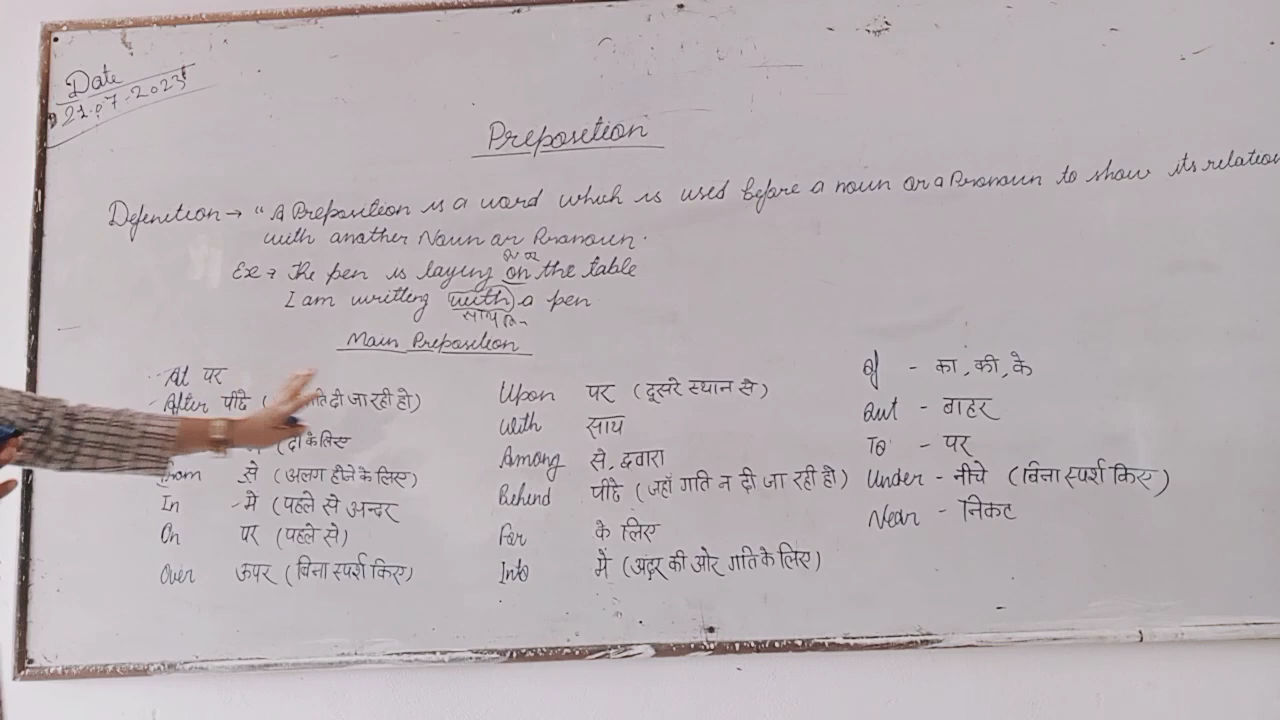 Date
21.07-2023
Preposition
Definition → "A Preposition is a word which is used before a noun or a Pronoun to show its relation
with another Noun or Pronoun.
Ex → The pen is laying on the table
I am writting with a pen
साथ
Main Preposition
At पर
After पीछे ( गति दी जा रही हो)
(दो के लिए
From से (अलग होने के लिए)
In - में (पहले से अन्दर
On पर (पहले से)
Over ऊपर (बिना स्पर्श किए)
Upon पर (दूसरे स्थान से)
With साथ
Among से, द्वारा
Behind पीछे (जहाँ गति न दी जा रही हो)
For के लिए
Into में (अंदर की ओर गति के लिए)
of - का, की, के
Out - बाहर
To - पर
Under - नीचे (बिना स्पर्श किए)
Near - निकट